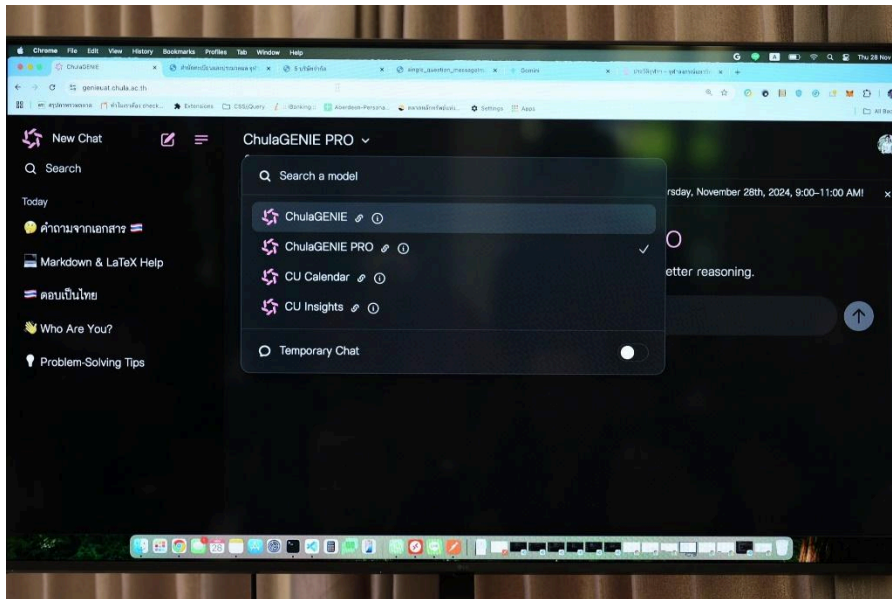 Chrome File Edit View History Bookmarks Profiles Tab Window Help
Thu 28 Nov
ChulaGENIE
Gemini
genieuat.chula.ac.th
Extensions
Settings
Apps
All
New Chat
ChulaGENIE PRO
Search
Search a model
rsday, November 28th, 2024, 9:00–11:00 AM!
Today
ChulaGENIE
คำถามจากเอกสาร
ChulaGENIE PRO
O
Markdown & LaTeX Help
CU Calendar
etter reasoning.
ตอบเป็นไทย
CU Insights
Who Are You?
Temporary Chat
Problem-Solving Tips
28